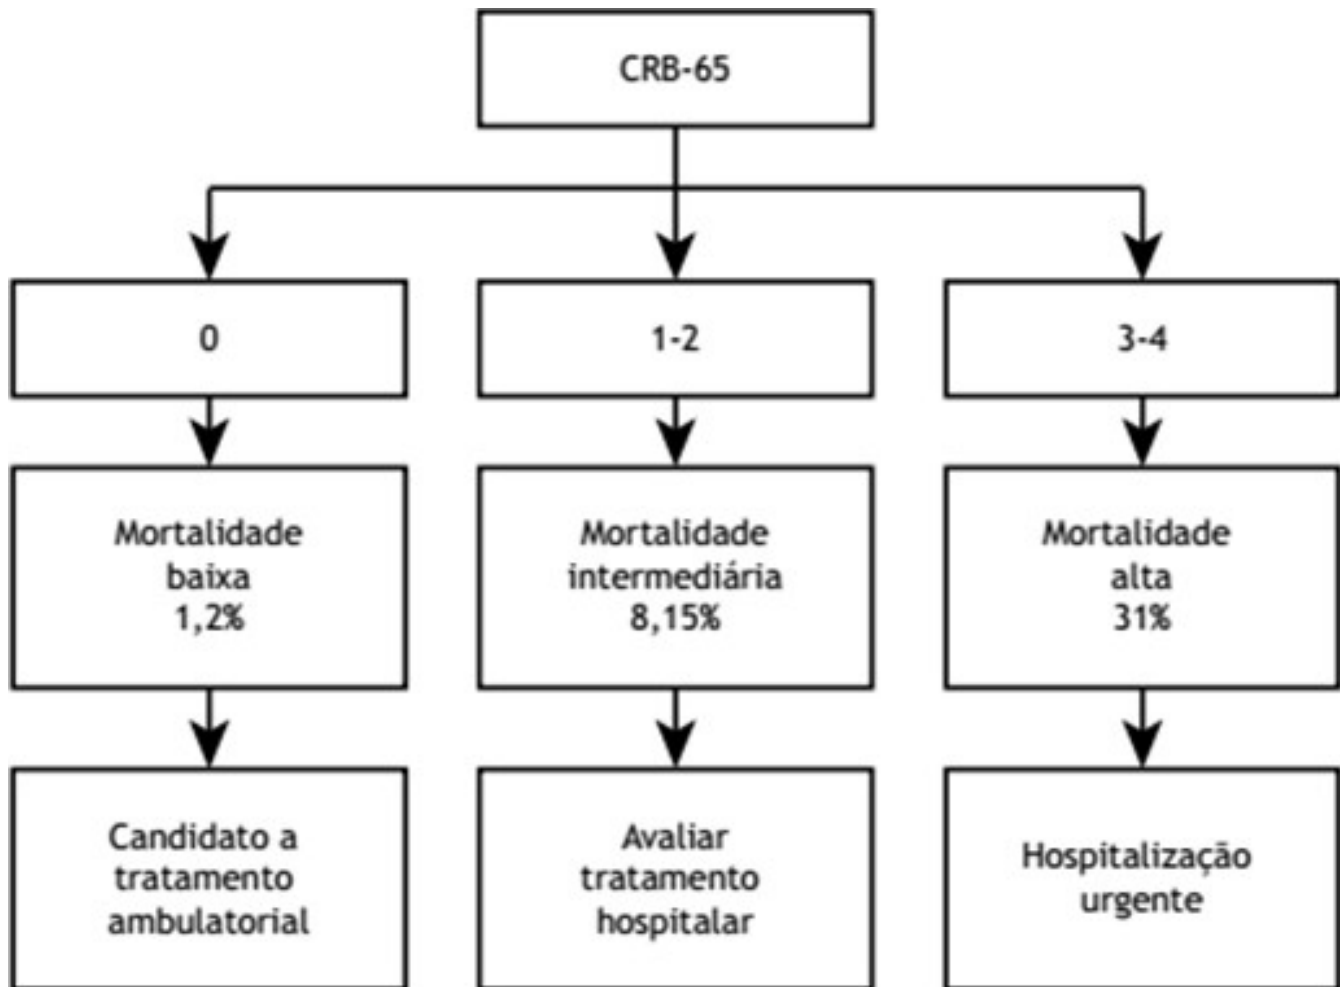 CRB-65
0
1-2
3-4
Mortalidade
baixa
1,2%
Mortalidade
intermediária
8,15%
Mortalidade
alta
31%
Candidato a
tratamento
ambulatorial
Avaliar
tratamento
hospitalar
Hospitalização
urgente